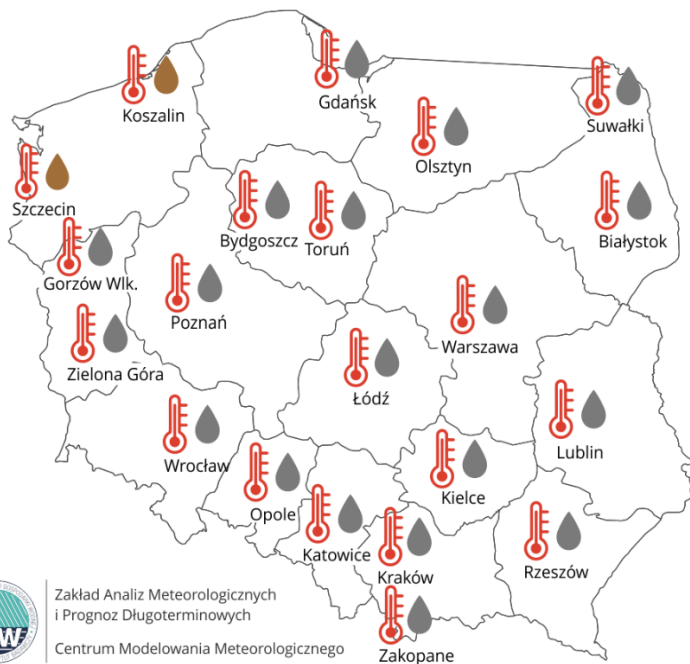 Koszalin
Gdańsk
Suwałki
Olsztyn
Szczecin
Bydgoszcz
Toruń
Białystok
Gorzów Wlk.
Poznań
Warszawa
Zielona Góra
Łódź
Lublin
Wrocław
Opole
Kielce
Katowice
Kraków
Rzeszów
Zakopane
Zakład Analiz Meteorologicznych
i Prognoz Długoterminowych
Centrum Modelowania Meteorologicznego
W